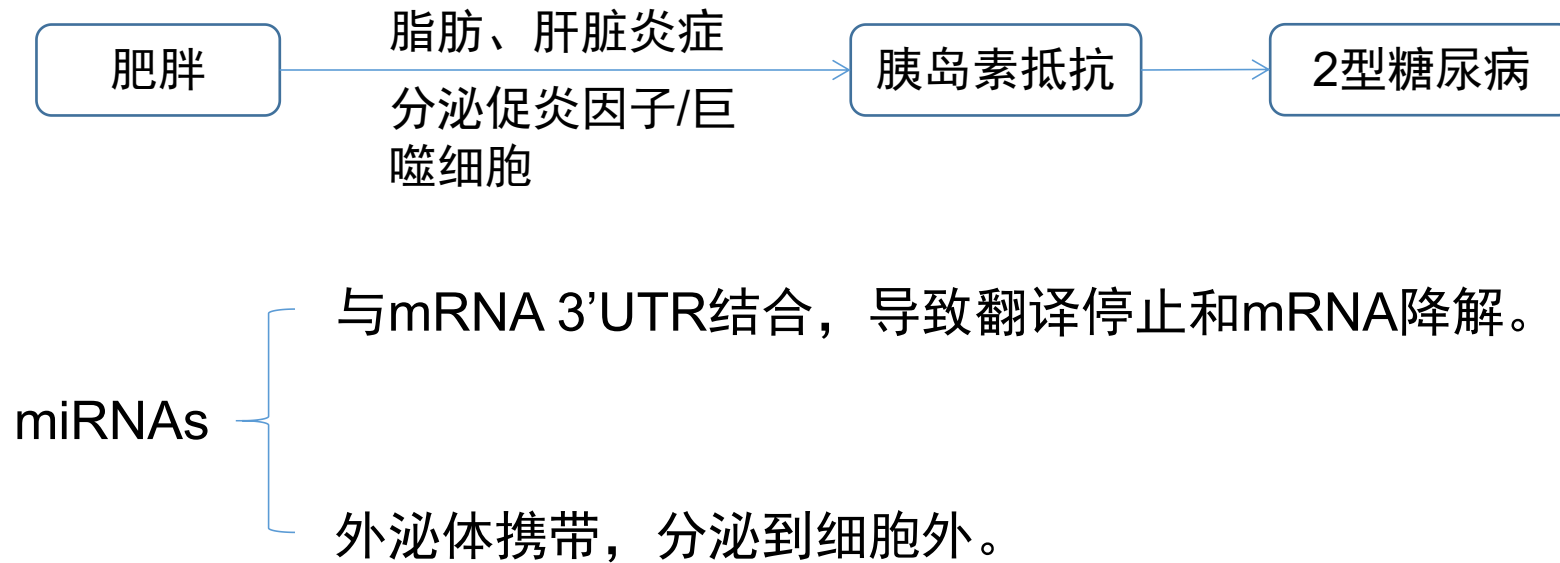 肥胖
脂肪、肝脏炎症
分泌促炎因子/巨
噬细胞
胰岛素抵抗
2型糖尿病
与mRNA 3’UTR结合，导致翻译停止和mRNA降解。
miRNAs
外泌体携带，分泌到细胞外。